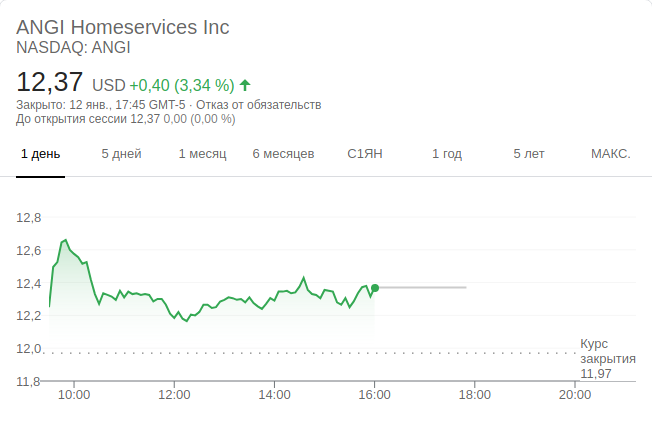 ANGI Homeservices Inc
NASDAQ: ANGI
12,37 USD +0,40 (3,34 %)
Закрыто: 12 янв., 17:45 GMT-5 · Отказ от обязательств
До открытия сессии 12,37 0,00 (0,00 %)
1 день 5 дней 1 месяц 6 месяцев С1ЯН 1 год 5 лет МАКС.
12,8
12,6
12,4
12,2
12,0
Курс
закрытия
11,97
11,8
10:00 12:00 14:00 16:00 18:00 20:00